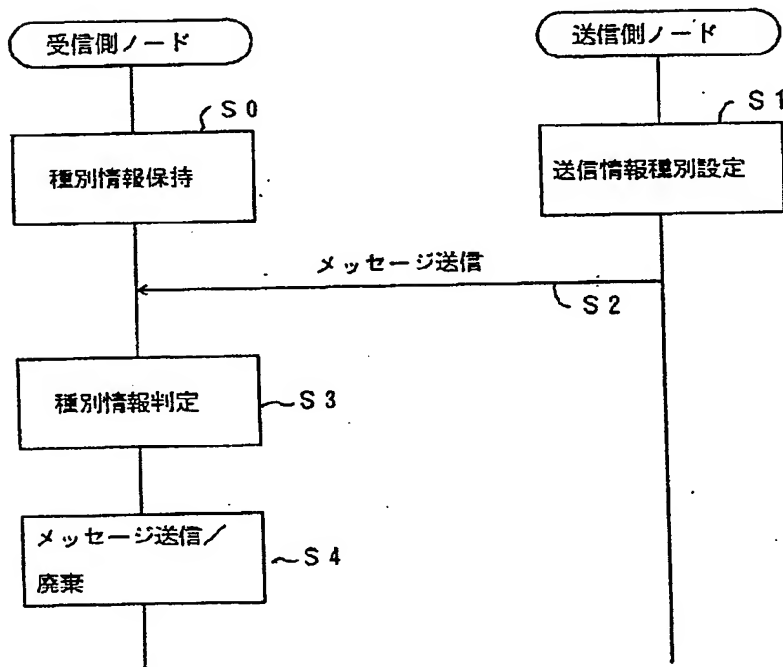 受信側ノード
送信側ノード
S0
S1
種別情報保持
送信情報種別設定
メッセージ送信
S2
種別情報判定
S3
メッセージ送信/
廃棄
S4